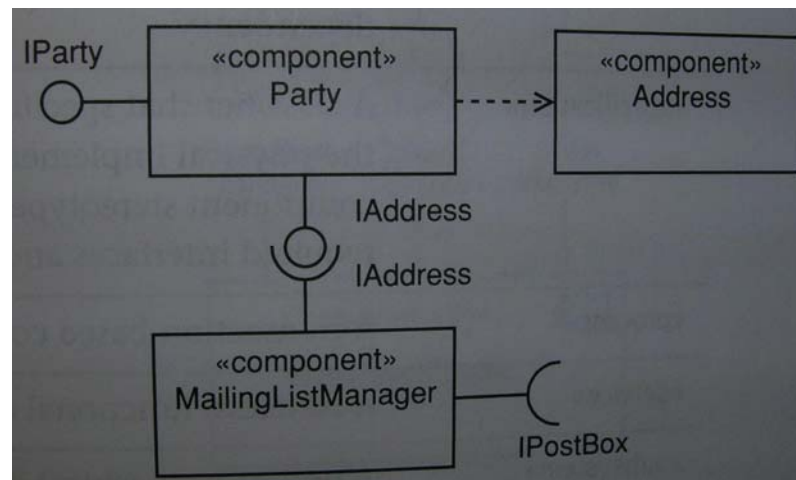 IParty
«component»
Party
«component»
Address
IAddress
IAddress
«component»
MailingListManager
IPostBox